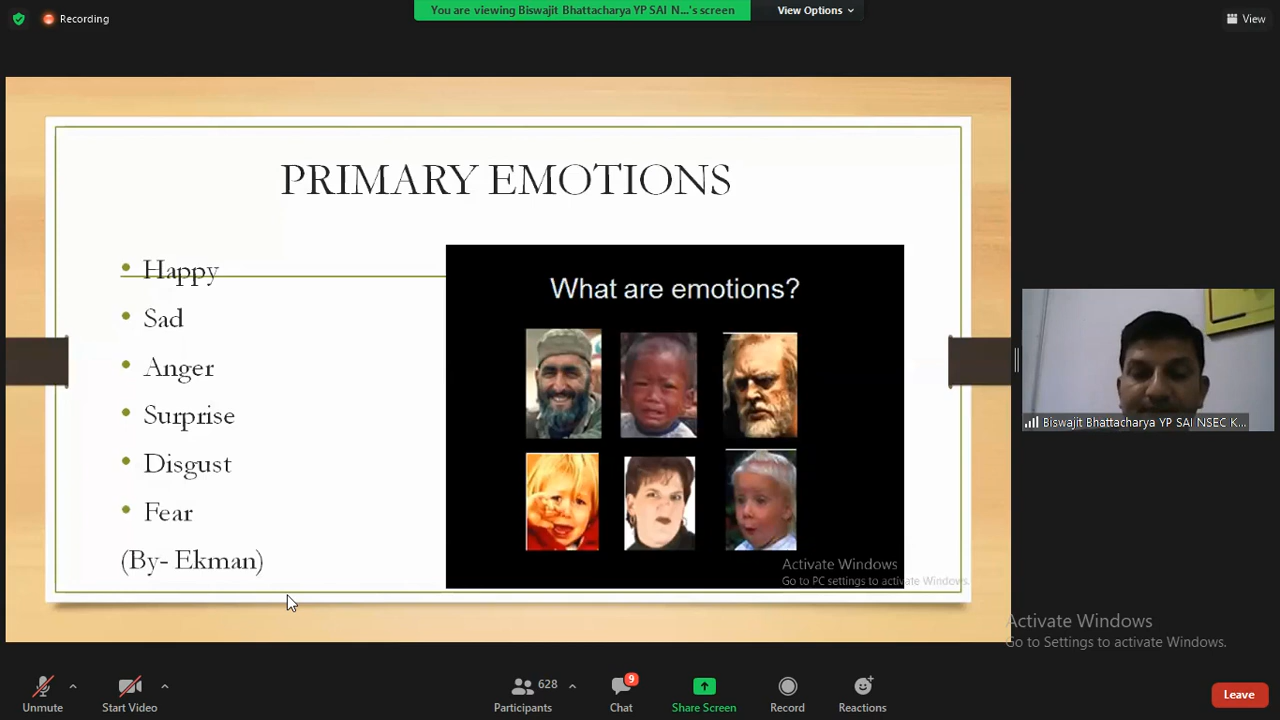 Recording
You are viewing Biswajit Bhattacharya YP SAI N...'s screen
View Options
View
PRIMARY EMOTIONS
• Happy
• Sad
• Anger
• Surprise
• Disgust
• Fear
(By- Ekman)
What are emotions?
Activate Windows
Go to PC settings to activate Windows.
Biswajit Bhattacharya YP SAI NSEC K...
Activate Windows
Go to Settings to activate Windows.
Unmute
Start Video
628
Participants
9
Chat
Share Screen
Record
Reactions
Leave